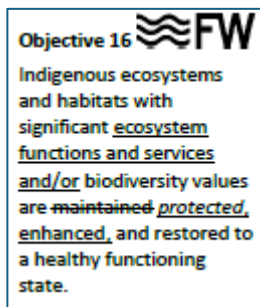 Objective 16 FW
Indigenous ecosystems
and habitats with
significant ecosystem
functions and services
and/or biodiversity values
are maintained protected,
enhanced, and restored to
a healthy functioning
state.